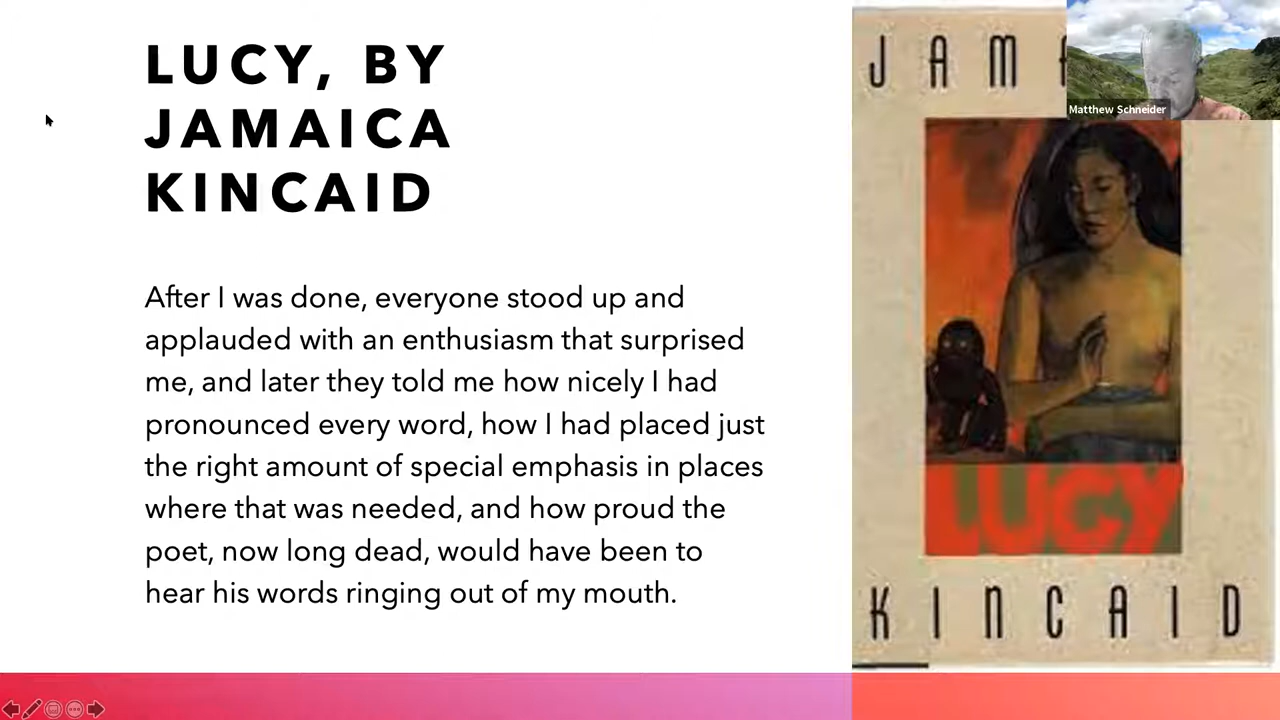 LUCY, BY
JAMAICA
KINCAID
After I was done, everyone stood up and
applauded with an enthusiasm that surprised
me, and later they told me how nicely I had
pronounced every word, how I had placed just
the right amount of special emphasis in places
where that was needed, and how proud the
poet, now long dead, would have been to
hear his words ringing out of my mouth.
JAMA
Matthew Schneider
LUCY
KINCAID